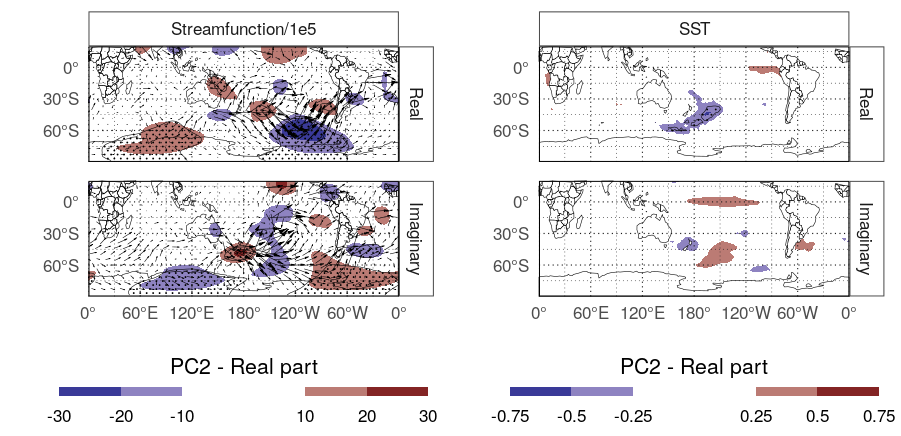 Streamfunction/1e5
SST
0°
30°S
60°S
Real
0°
30°S
60°S
Real
0°
30°S
60°S
Imaginary
0°
30°S
60°S
Imaginary
0° 60°E 120°E 180° 120°W 60°W 0°
0° 60°E 120°E 180° 120°W 60°W 0°
PC2 - Real part
-30 -20 -10 10 20 30
PC2 - Real part
-0.75 -0.5 -0.25 0.25 0.5 0.75